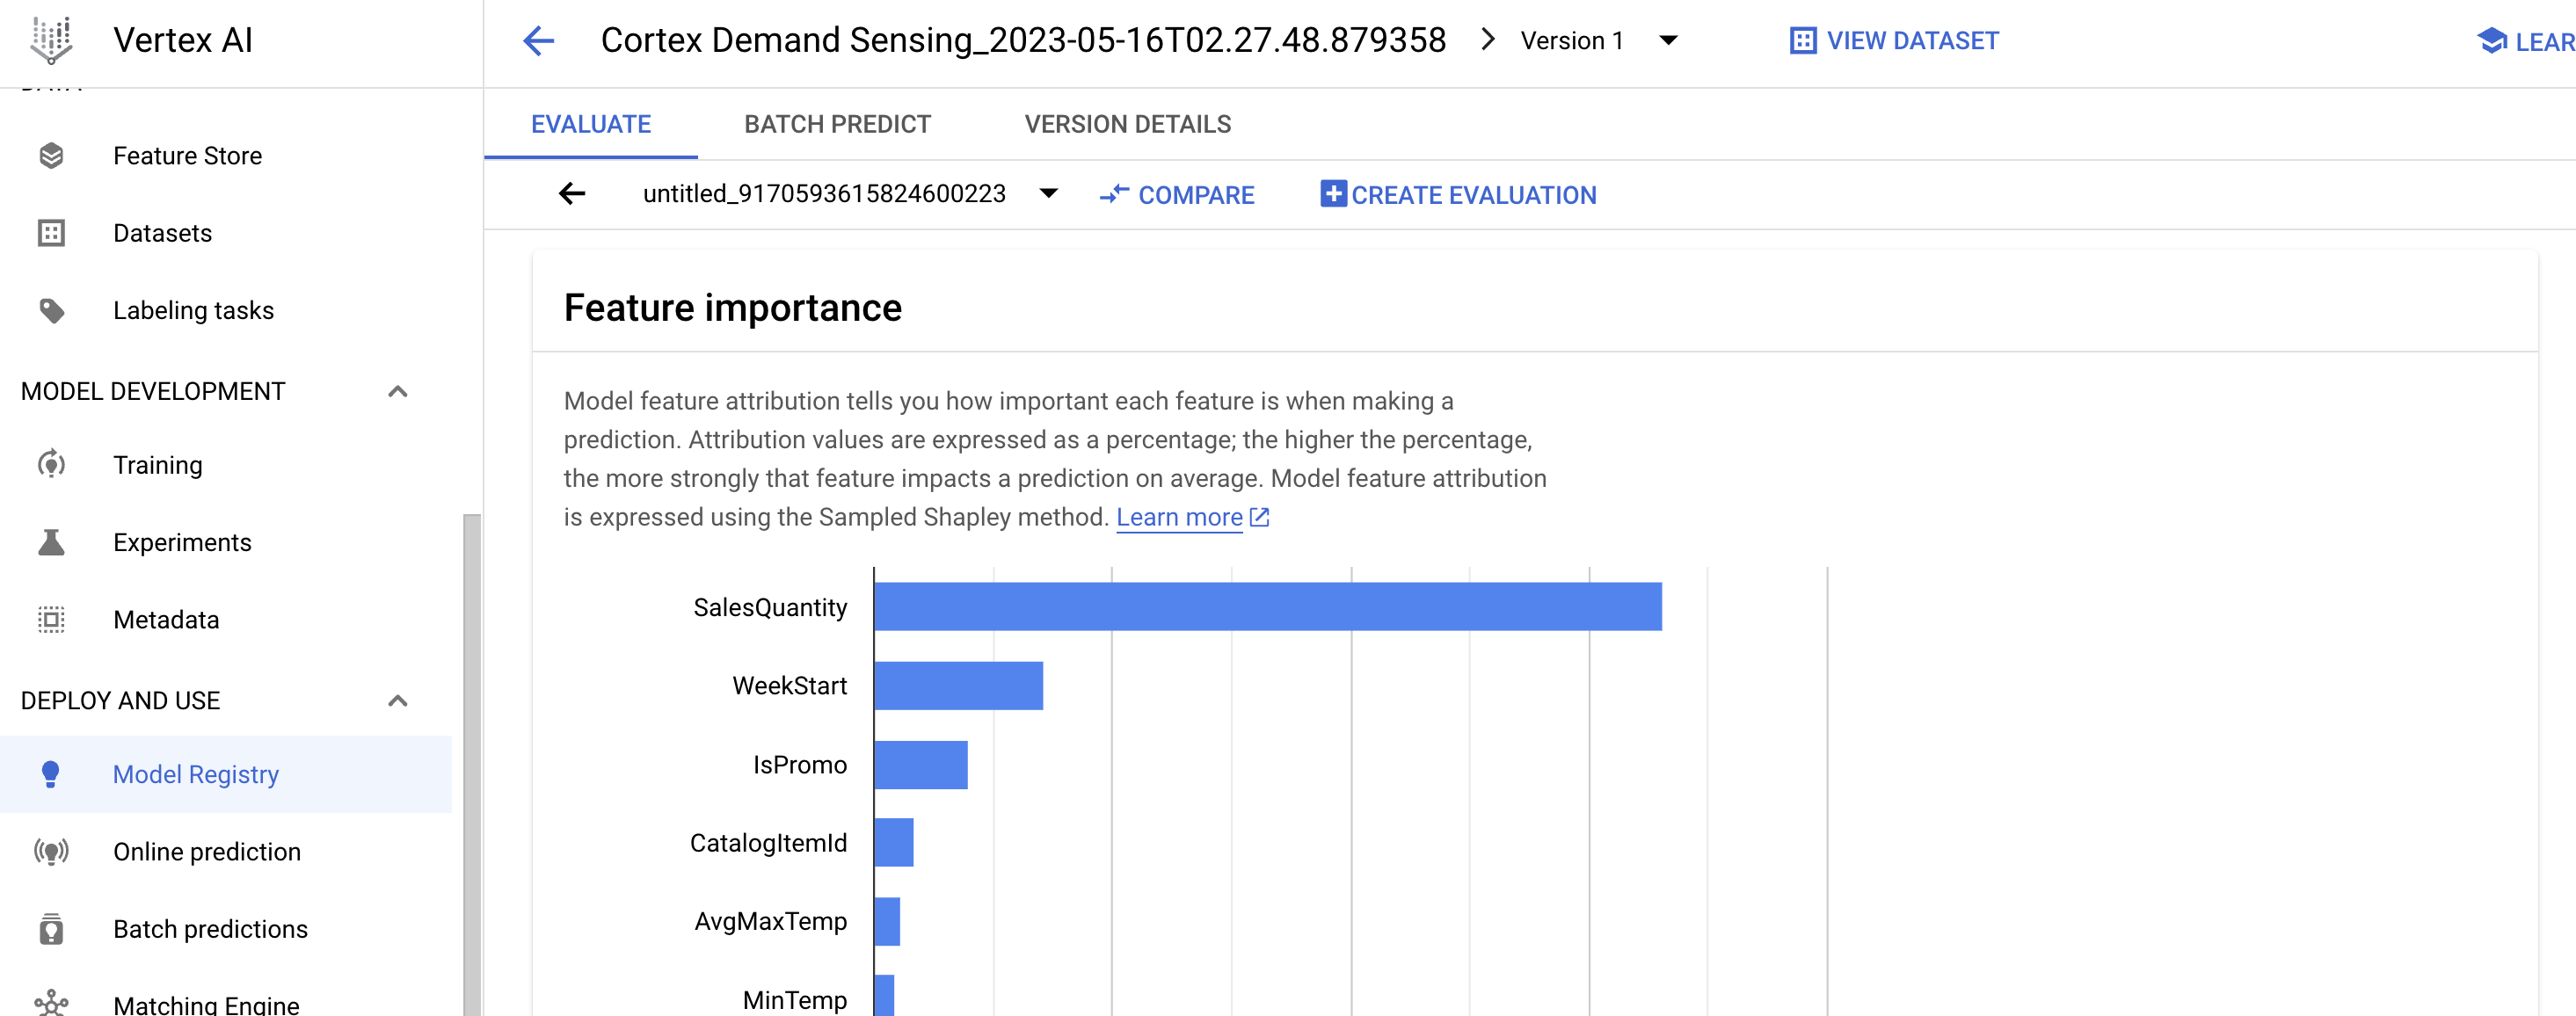 Vertex AI
Cortex Demand Sensing_2023-05-16T02.27.48.879358
Version 1
VIEW DATASET
LEAR
DATA
Feature Store
Datasets
Labeling tasks
MODEL DEVELOPMENT
Training
Experiments
Metadata
DEPLOY AND USE
Model Registry
Online prediction
Batch predictions
Matching Engine
EVALUATE
BATCH PREDICT
VERSION DETAILS
untitled_9170593615824600223
COMPARE
CREATE EVALUATION
Feature importance
Model feature attribution tells you how important each feature is when making a
prediction. Attribution values are expressed as a percentage; the higher the percentage,
the more strongly that feature impacts a prediction on average. Model feature attribution
is expressed using the Sampled Shapley method. Learn more
SalesQuantity
WeekStart
IsPromo
CatalogItemId
AvgMaxTemp
MinTemp